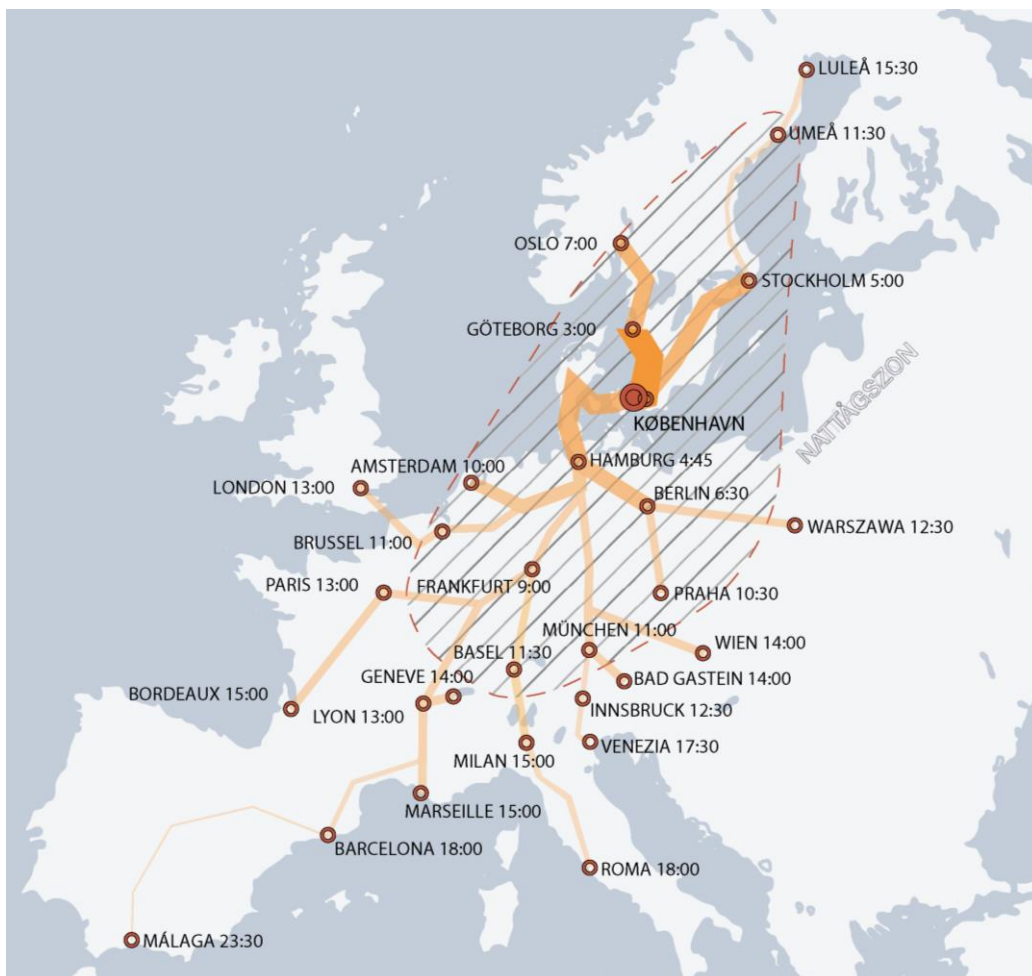 LULEÅ 15:30
UMEÅ 11:30
OSLO 7:00
STOCKHOLM 5:00
GÖTEBORG 3:00
NATTÅGSZON
KØBENHAVN
HAMBURG 4:45
AMSTERDAM 10:00
LONDON 13:00
BERLIN 6:30
WARSZAWA 12:30
BRUSSEL 11:00
PARIS 13:00
FRANKFURT 9:00
PRAHA 10:30
MÜNCHEN 11:00
WIEN 14:00
BASEL 11:30
GENEVE 14:00
BAD GASTEIN 14:00
BORDEAUX 15:00
LYON 13:00
INNSBRUCK 12:30
VENEZIA 17:30
MILAN 15:00
MARSEILLE 15:00
BARCELONA 18:00
ROMA 18:00
MÁLAGA 23:30